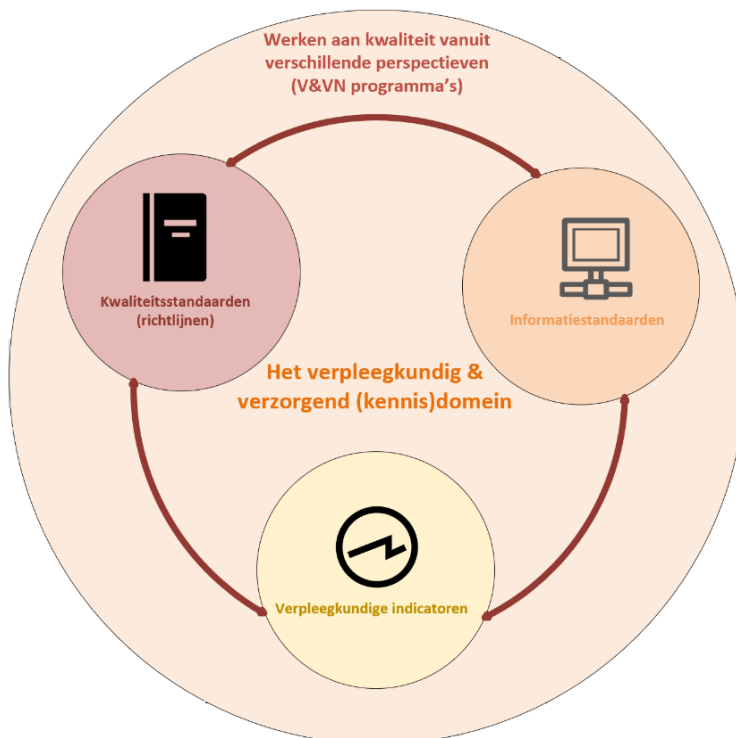 Werken aan kwaliteit vanuit
verschillende perspectieven
(V&VN programma's)
Kwaliteitsstandaarden
(richtlijnen)
Informatiestandaarden
Het verpleegkundig &
verzorgend (kennis)domein
Verpleegkundige indicatoren